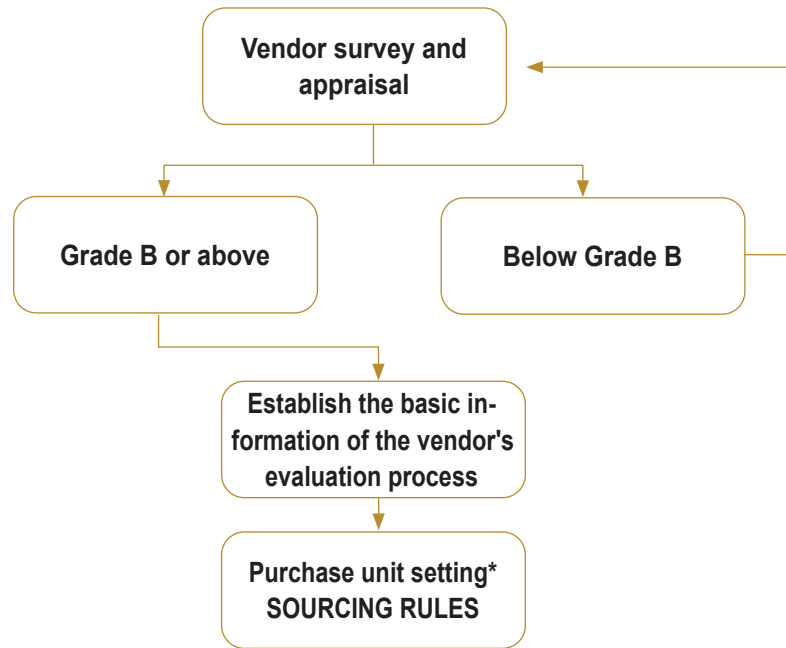 Vendor survey and
appraisal
Grade B or above
Below Grade B
Establish the basic in-
formation of the vendor's
evaluation process
Purchase unit setting*
SOURCING RULES